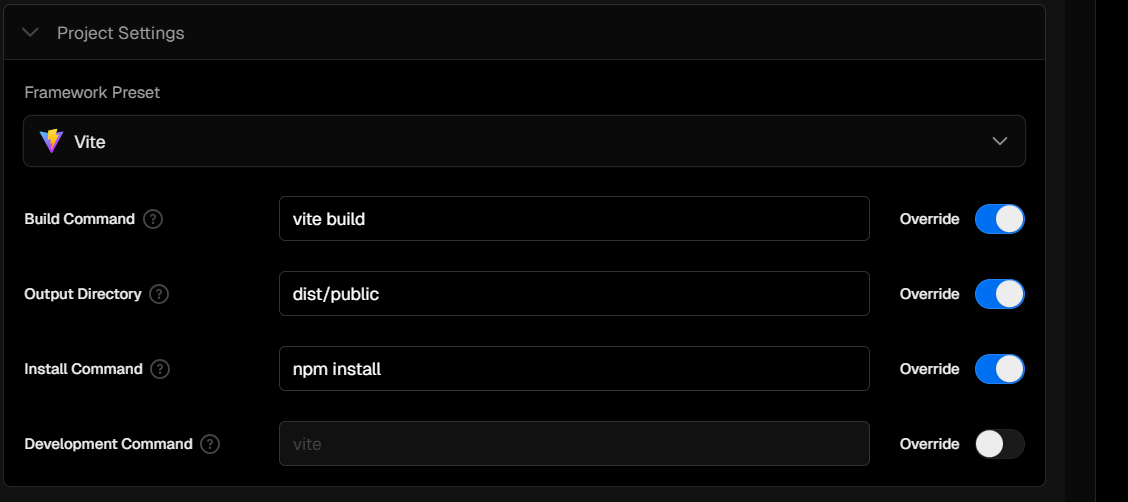 Project Settings
Framework Preset
Vite
Build Command ? vite build Override
Output Directory ? dist/public Override
Install Command ? npm install Override
Development Command ? vite Override